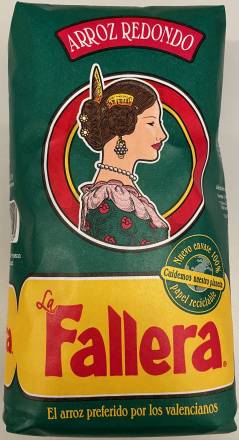 ARROZ REDONDO
Nuevo envase 100%
Cuidemos nuestro planeta
papel reciclable
La
Fallera
El arroz preferido por los valencianos